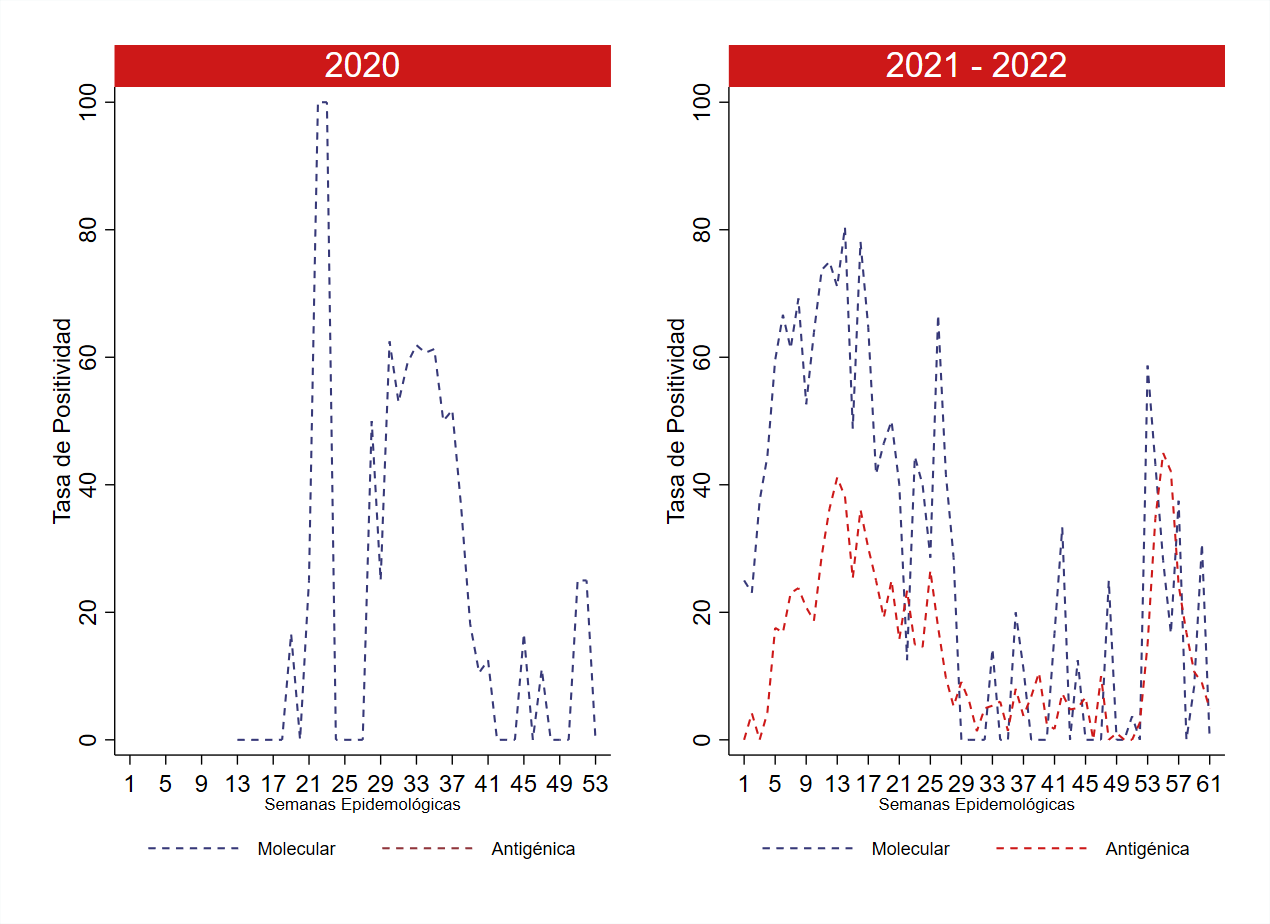 2020
100
80
60
40
20
0
Tasa de Positividad
1 5 9 13 17 21 25 29 33 37 41 45 49 53
Semanas Epidemológicas
Molecular Antigénica
2021 - 2022
100
80
60
40
20
0
Tasa de Positividad
1 5 9 13 17 21 25 29 33 37 41 45 49 53 57 61
Semanas Epidemológicas
Molecular Antigénica